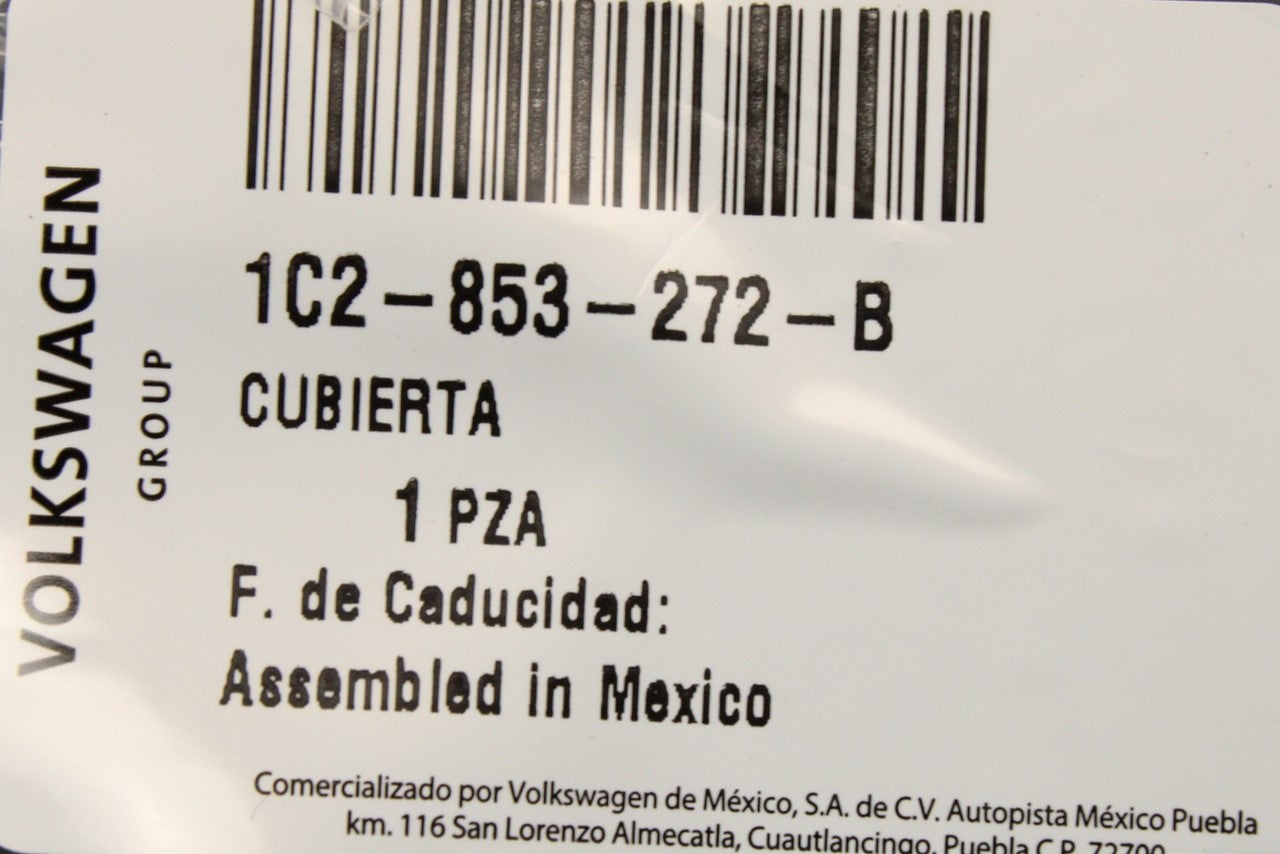 VOLKSWAGEN
GROUP
1C2-853-272-B
CUBIERTA
1 PZA
F. de Caducidad:
Assembled in Mexico
Comercializado por Volkswagen de México, S.A. de C.V. Autopista México Puebla
km. 116 San Lorenzo Almecatla, Cuautlancingo, Puebla C.P. 72700